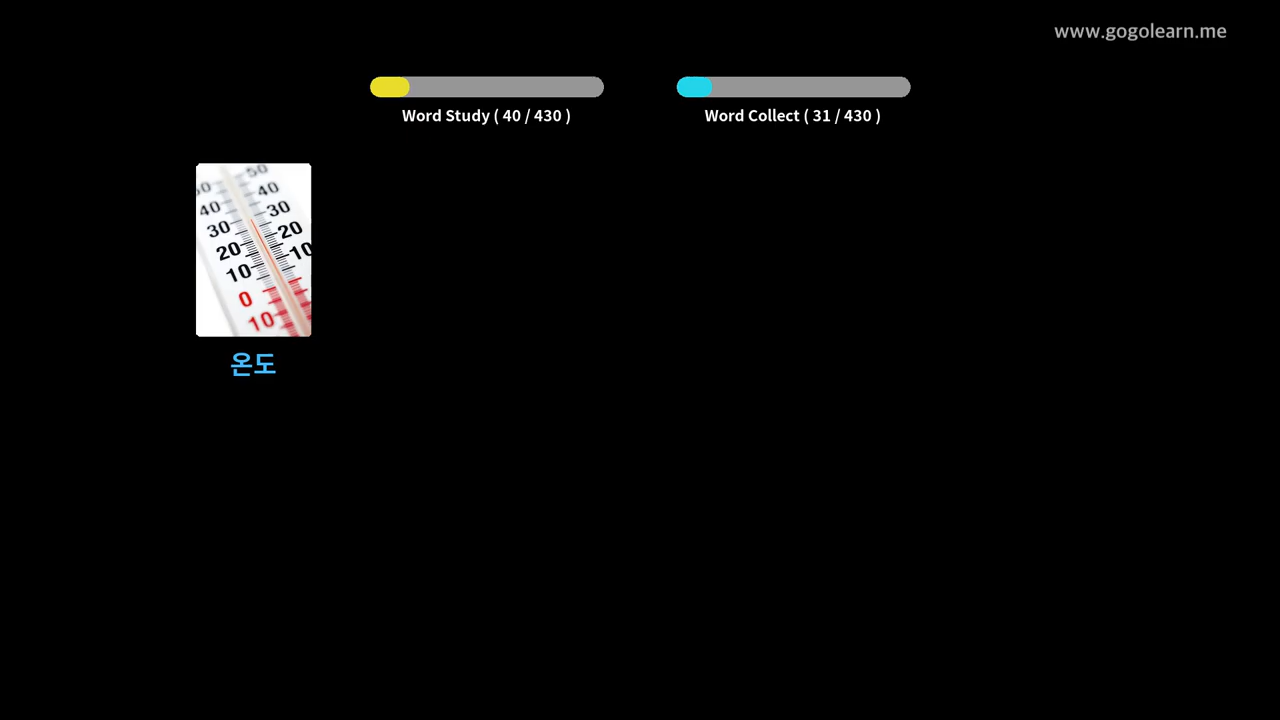 www.gogolearn.me
Word Study ( 40 / 430 )
Word Collect ( 31 / 430 )
50
40
40
30
30
20
20
10
10
0
10
온도